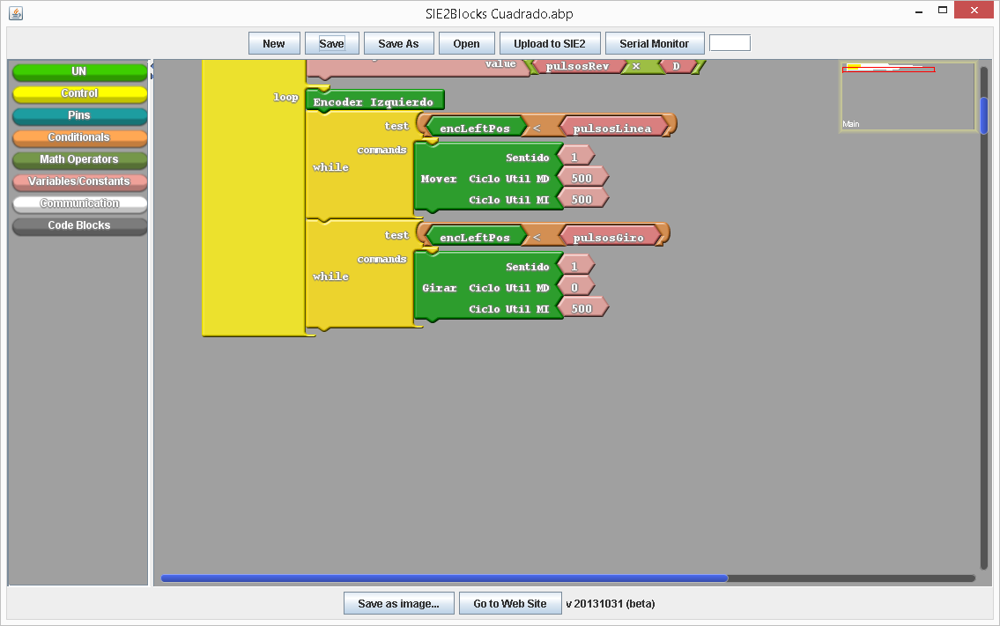 SIE2Blocks Cuadrado.abp
New Save Save As Open Upload to SIE2 Serial Monitor
UN
Control
Pins
Conditionals
Math Operators
Variables/Constants
Communication
Code Blocks
value pulsosRev x D
loop
Encoder Izquierdo
test encLeftPos < pulsosLinea
commands
while
Sentido 1
Mover Ciclo Util MD 500
Ciclo Util MI 500
test encLeftPos < pulsosGiro
commands
while
Sentido 1
Girar Ciclo Util MD 0
Ciclo Util MI 500
Main
Save as image... Go to Web Site v 20131031 (beta)